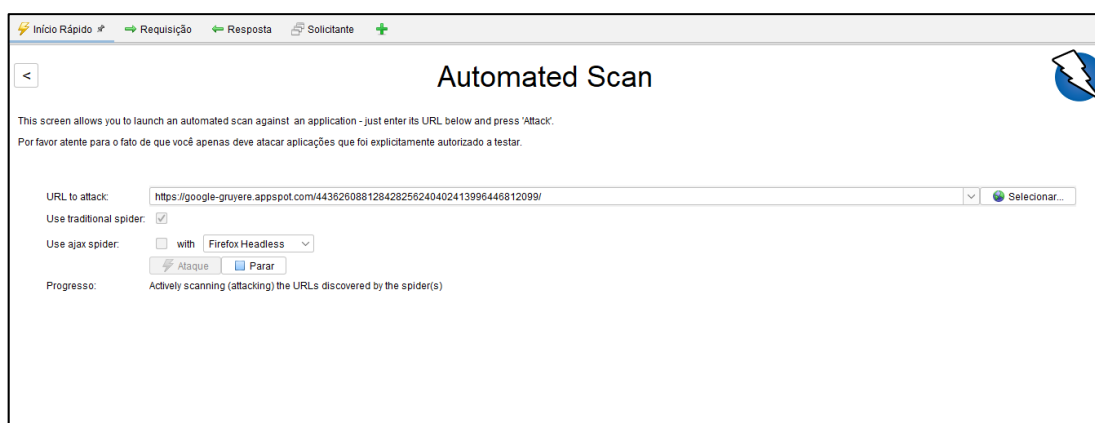 Início Rápido Requisição Resposta Solicitante
<
Automated Scan
This screen allows you to launch an automated scan against an application - just enter its URL below and press 'Attack'.
Por favor atente para o fato de que você apenas deve atacar aplicações que foi explicitamente autorizado a testar.
URL to attack: https://google-gruyere.appspot.com/443626088128428256240402413996446812099/ Selecionar...
Use traditional spider:
Use ajax spider: with Firefox Headless
Ataque Parar
Progresso: Actively scanning (attacking) the URLs discovered by the spider(s)